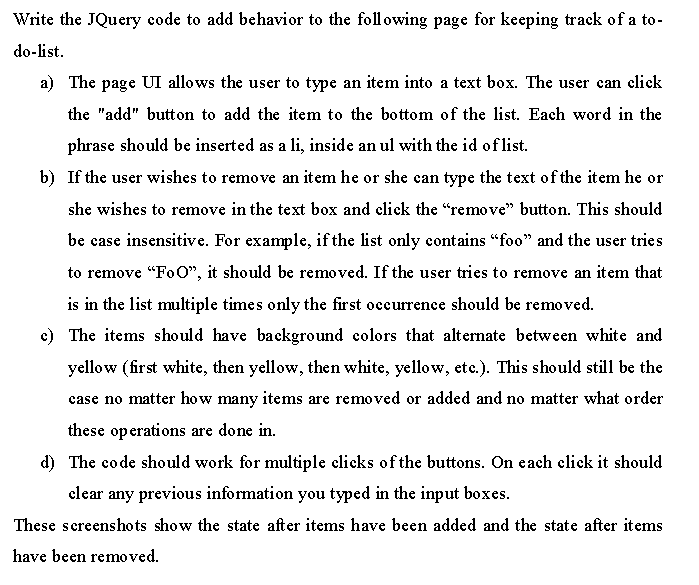 Write the JQuery code to add behavior to the following page for keeping track of a to-
do-list.
a) The page UI allows the user to type an item into a text box. The user can click
the "add" button to add the item to the bottom of the list. Each word in the
phrase should be inserted as a li, inside an ul with the id of list.
b) If the user wishes to remove an item he or she can type the text of the item he or
she wishes to remove in the text box and click the “remove” button. This should
be case insensitive. For example, if the list only contains “foo” and the user tries
to remove “FoO”, it should be removed. If the user tries to remove an item that
is in the list multiple times only the first occurrence should be removed.
c) The items should have background colors that alternate between white and
yellow (first white, then yellow, then white, yellow, etc.). This should still be the
case no matter how many items are removed or added and no matter what order
these operations are done in.
d) The code should work for multiple clicks of the buttons. On each click it should
clear any previous information you typed in the input boxes.
These screenshots show the state after items have been added and the state after items
have been removed.